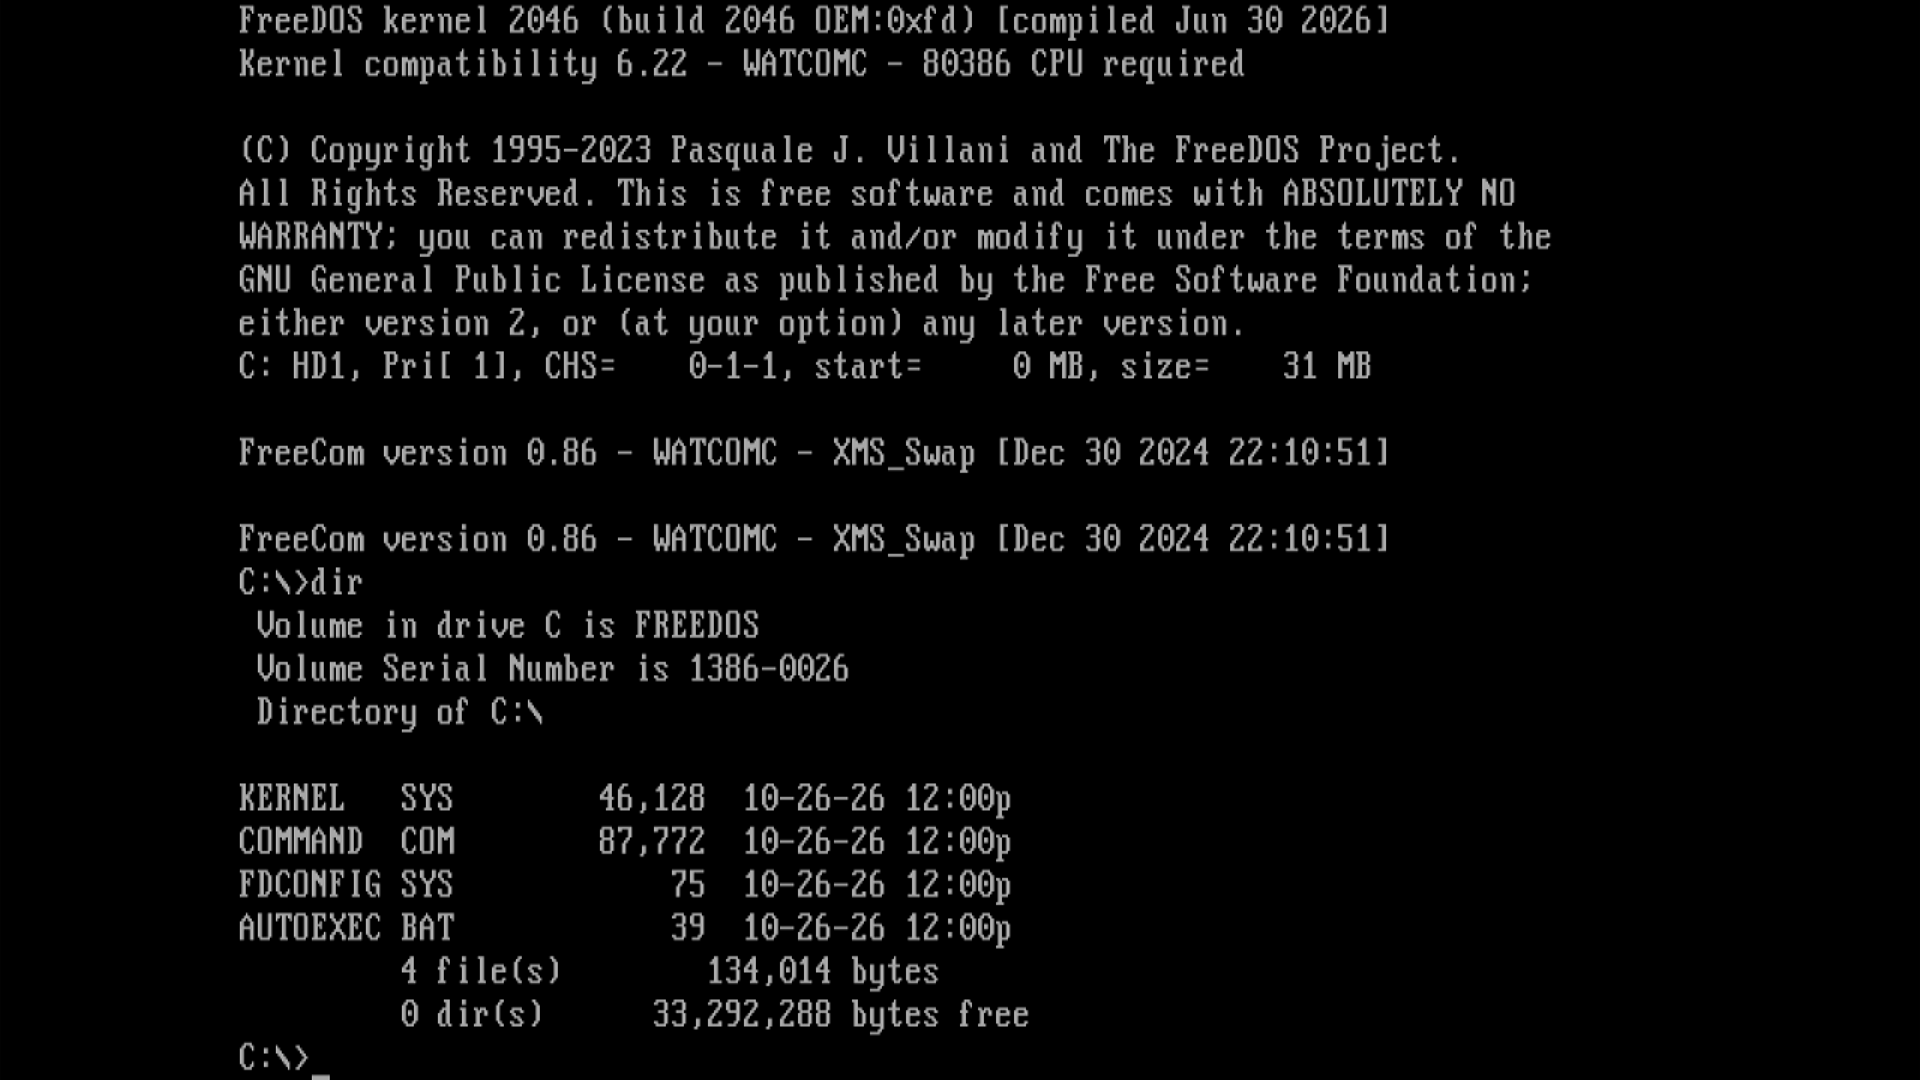 FreeDOS kernel 2046 (build 2046 OEM:0xfd) [compiled Jun 30 2026]
Kernel compatibility 6.22 - WATCOMC - 80386 CPU required
(C) Copyright 1995-2023 Pasquale J. Villani and The FreeDOS Project.
All Rights Reserved. This is free software and comes with ABSOLUTELY NO
WARRANTY; you can redistribute it and/or modify it under the terms of the
GNU General Public License as published by the Free Software Foundation;
either version 2, or (at your option) any later version.
C: HD1, Pri[ 1], CHS=    0-1-1, start=     0 MB, size=    31 MB
FreeCom version 0.86 - WATCOMC - XMS_Swap [Dec 30 2024 22:10:51]
FreeCom version 0.86 - WATCOMC - XMS_Swap [Dec 30 2024 22:10:51]
C:\>dir
 Volume in drive C is FREEDOS
 Volume Serial Number is 1386-0026
 Directory of C:\
KERNEL   SYS        46,128  10-26-26 12:00p
COMMAND  COM        87,772  10-26-26 12:00p
FDCONFIG SYS            75  10-26-26 12:00p
AUTOEXEC BAT            39  10-26-26 12:00p
         4 file(s)        134,014 bytes
         0 dir(s)      33,292,288 bytes free
C:\>_